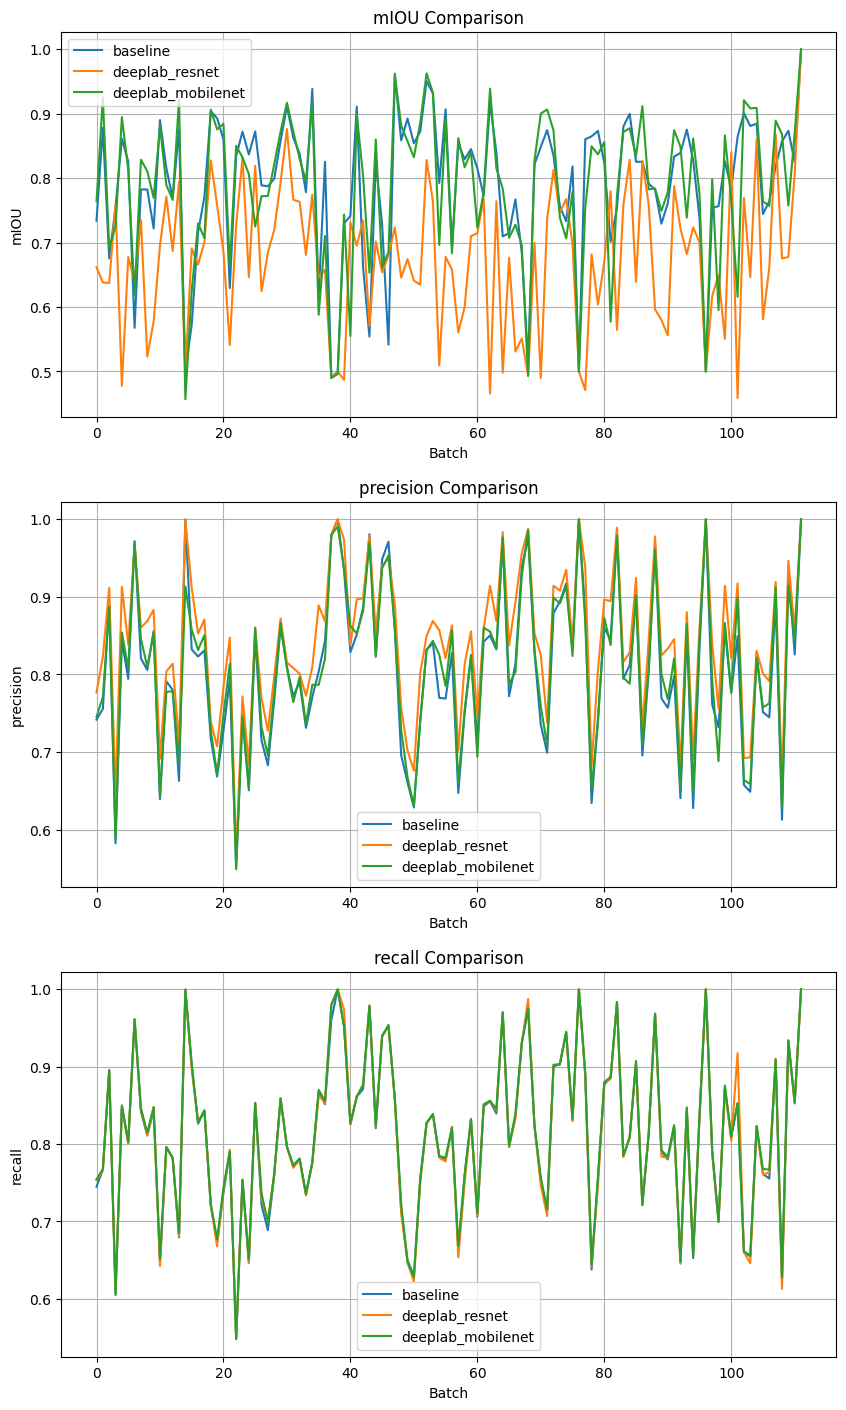 mIOU Comparison
baseline
deeplab_resnet
deeplab_mobilenet
1.0
0.9
0.8
0.7
0.6
0.5
mIOU
0 20 40 60 80 100
Batch
precision Comparison
1.0
0.9
0.8
0.7
0.6
precision
baseline
deeplab_resnet
deeplab_mobilenet
0 20 40 60 80 100
Batch
recall Comparison
1.0
0.9
0.8
0.7
0.6
recall
baseline
deeplab_resnet
deeplab_mobilenet
0 20 40 60 80 100
Batch